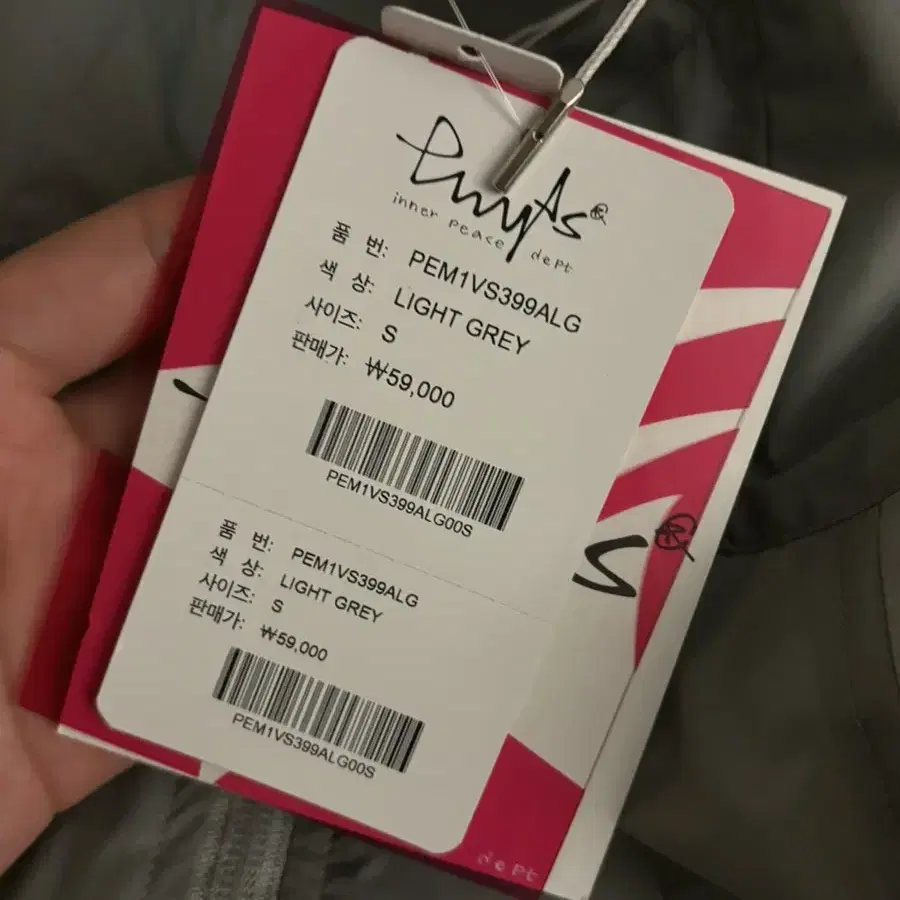 PMYAS®
inner peace dept
품 번: PEM1VS399ALG
색 상: LIGHT GREY
사이즈: S
판매가: ₩59,000
PEM1VS399ALG00S
품 번: PEM1VS399ALG
색 상: LIGHT GREY
사이즈: S
판매가: ₩59,000
PEM1VS399ALG00S
S®
dept